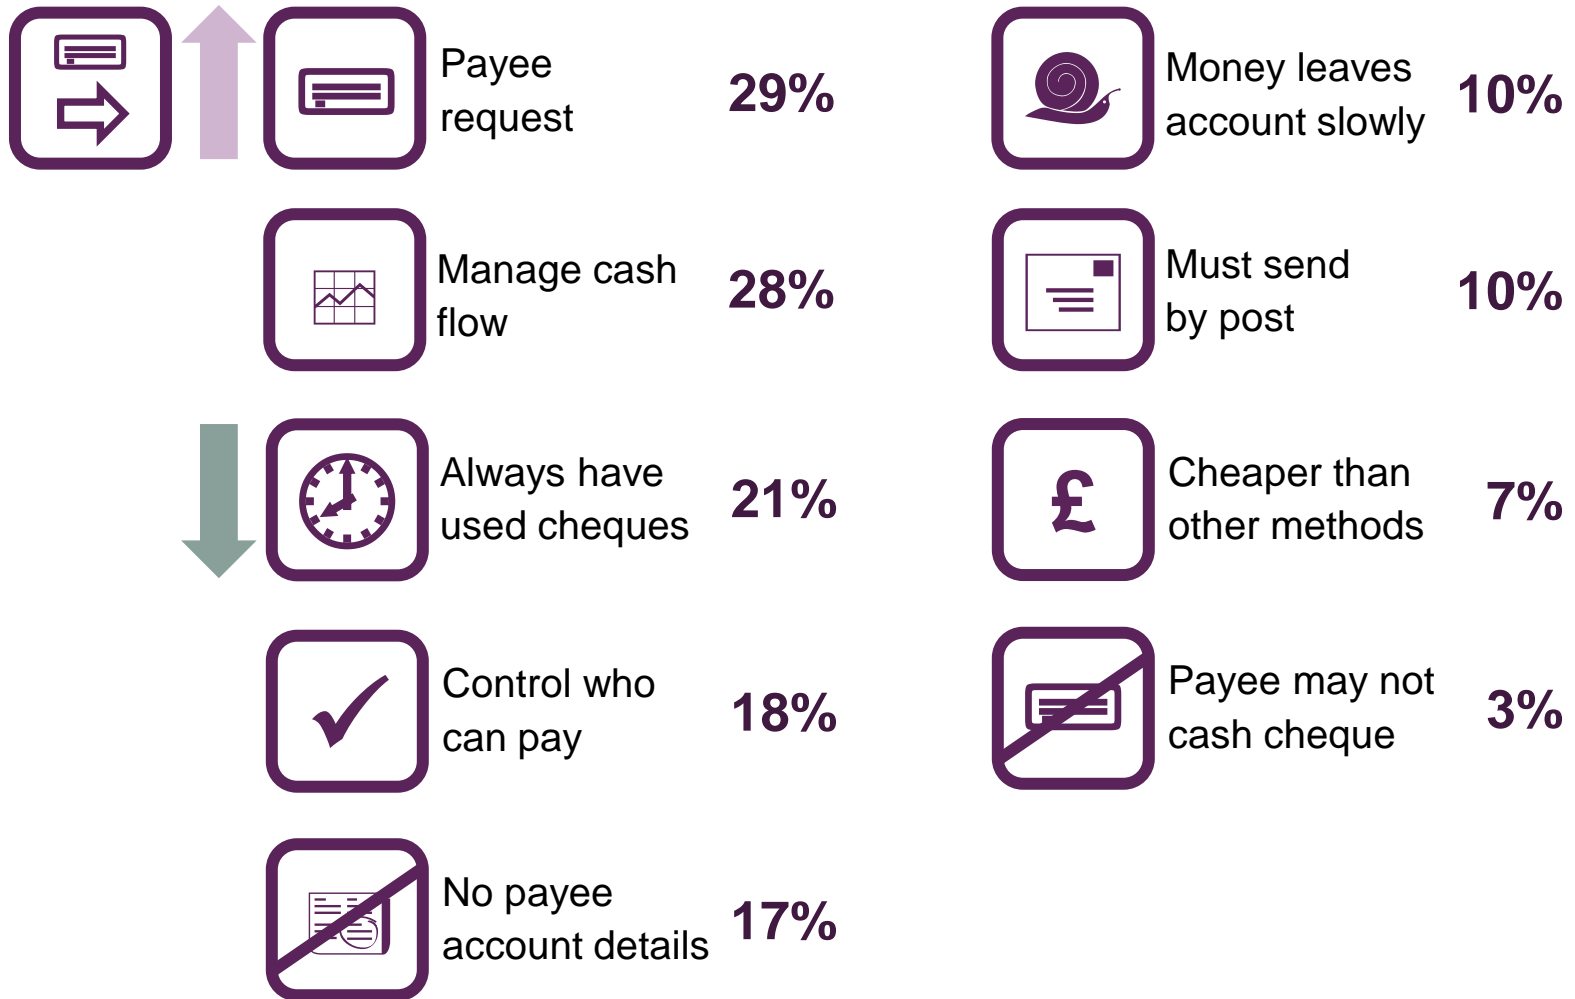 Payee
request
29%
Manage cash
flow
28%
Always have
used cheques
21%
Control who
can pay
18%
No payee
account details
17%
Money leaves
account slowly
10%
Must send
by post
10%
£
Cheaper than
other methods
7%
Payee may not
cash cheque
3%